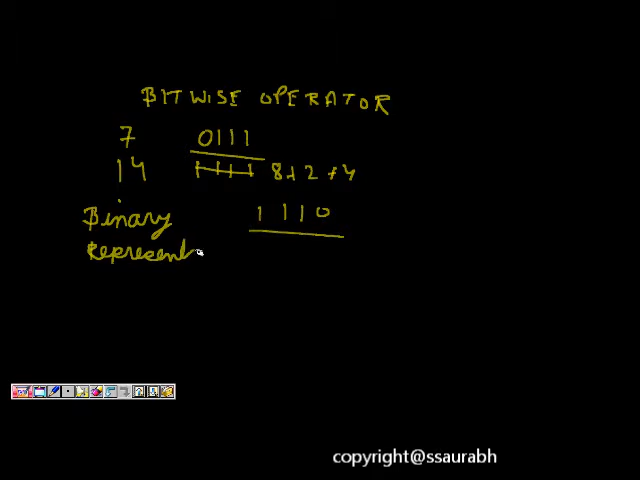 BITWISE OPERATOR
7 0111
14 1111 8+2+4
Binary 1110
Represent
copyright@ssaurabh